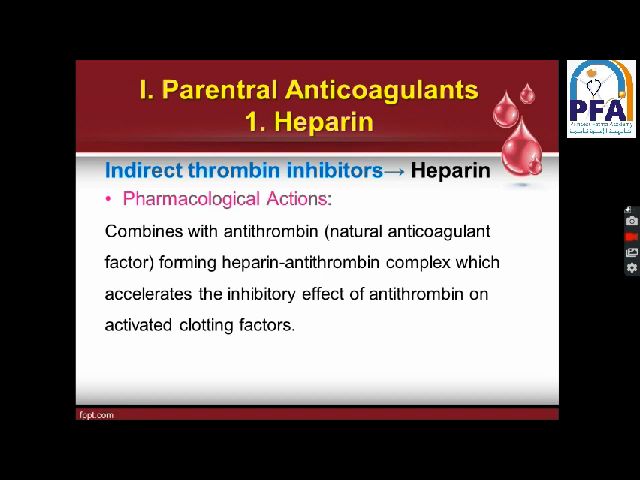 I. Parentral Anticoagulants
1. Heparin
PFA
Indirect thrombin inhibitors→ Heparin
• Pharmacological Actions:
Combines with antithrombin (natural anticoagulant
factor) forming heparin-antithrombin complex which
accelerates the inhibitory effect of antithrombin on
activated clotting factors.
fppt.com